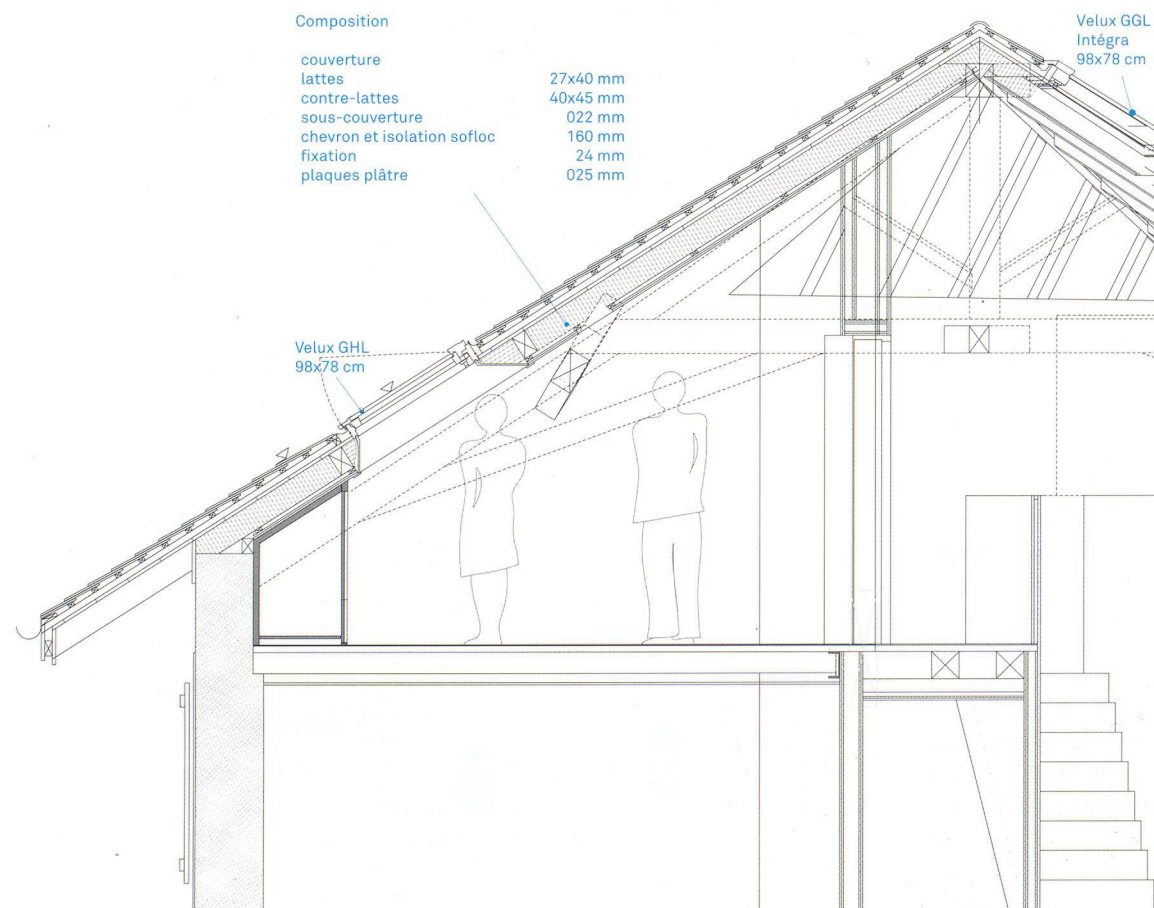 Composition
couverture
lattes 27x40 mm
contre-lattes 40x45 mm
sous-couverture 022 mm
chevron et isolation sofloc 160 mm
fixation 24 mm
plaques plâtre 025 mm
Velux GGL
Intégra
98x78 cm
Velux GHL
98x78 cm